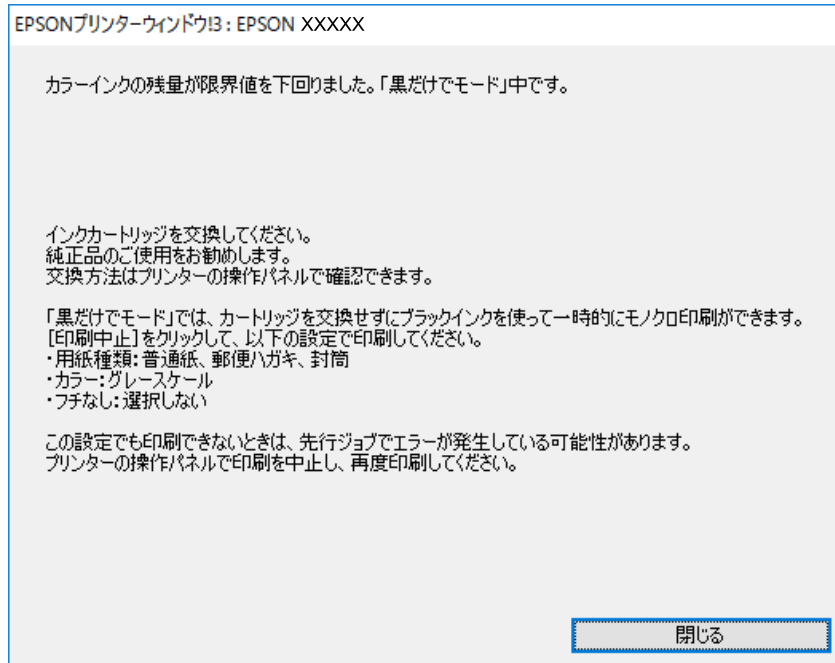 EPSONプリンターウィンドウ!3 : EPSON XXXXX
カラーインクの残量が限界値を下回りました。「黒だけでモード」中です。
インクカートリッジを交換してください。
純正品のご使用をお勧めします。
交換方法はプリンターの操作パネルで確認できます。
「黒だけでモード」では、カートリッジを交換せずにブラックインクを使って一時的にモノクロ印刷ができます。
[印刷中止]をクリックして、以下の設定で印刷してください。
・用紙種類:普通紙、郵便ハガキ、封筒
・カラー:グレースケール
・フチなし:選択しない
この設定でも印刷できないときは、先行ジョブでエラーが発生している可能性があります。
プリンターの操作パネルで印刷を中止し、再度印刷してください。
閉じる